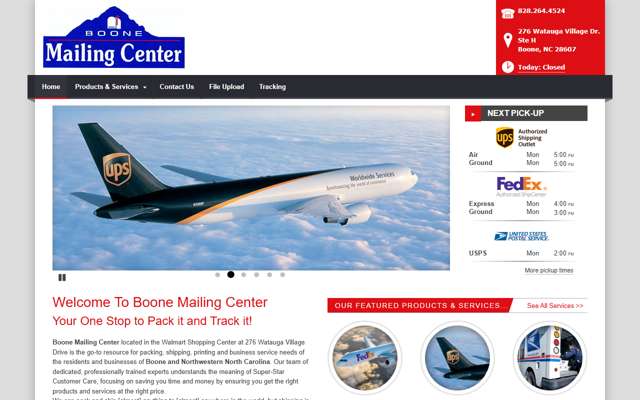 BOONE
Mailing Center
828.264.4524
276 Watauga Village Dr.
Ste H
Boone, NC 28607
Today: Closed
Home
Products & Services
Contact Us
File Upload
Tracking
ups
Worldwide Services
NEXT PICK-UP
ups
Authorized
Shipping
Outlet
Air Mon 5:00 PM
Ground Mon 5:00 PM
FedEx
Authorized ShipCenter
Express Mon 4:00 PM
Ground Mon 3:00 PM
UNITED STATES
POSTAL SERVICE
USPS Mon 2:00 PM
More pickup times
Welcome To Boone Mailing Center
Your One Stop to Pack it and Track it!
Boone Mailing Center located in the Walmart Shopping Center at 276 Watauga Village
Drive is the go-to resource for packing, shipping, printing and business service needs of
the residents and businesses of Boone and Northwestern North Carolina. Our team of
dedicated, professionally trained experts understands the meaning of Super-Star
Customer Care, focusing on saving you time and money by ensuring you get the right
products and services at the right price.
OUR FEATURED PRODUCTS & SERVICES...
See All Services >>
FedEx